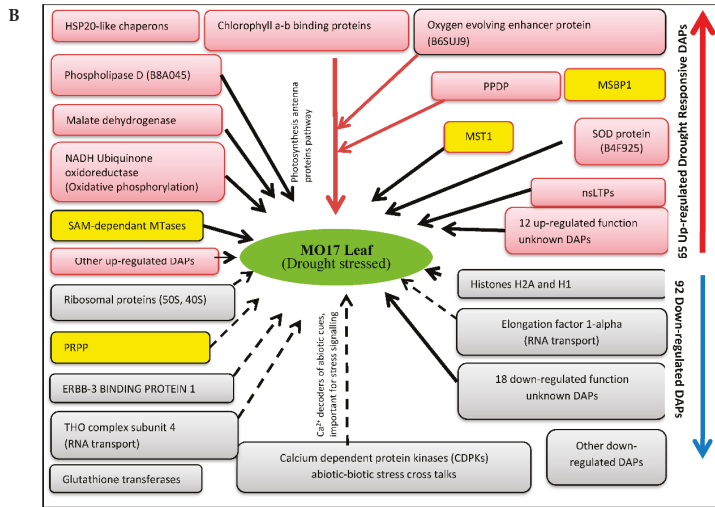 B
HSP20-like chaperons
Chlorophyll a-b binding proteins
Oxygen evolving enhancer protein
(B6SUJ9)
Phospholipase D (B8A045)
PPDP
MSBP1
Malate dehydrogenase
MST1
SOD protein
(B4F925)
NADH Ubiquinone
oxidoreductase
(Oxidative phosphorylation)
Photosynthesis antenna
proteins pathway
nsLTPs
SAM-dependant MTases
12 up-regulated function
unknown DAPs
Other up-regulated DAPs
MO17 Leaf
(Drought stressed)
65 Up-regulated Drought Responsive DAPs
92 Down-regulated DAPs
Ribosomal proteins (50S, 40S)
Histones H2A and H1
PRPP
Elongation factor 1-alpha
(RNA transport)
ERBB-3 BINDING PROTEIN 1
18 down-regulated function
unknown DAPs
Ca²⁺ decoders of abiotic cues,
important for stress signalling
THO complex subunit 4
(RNA transport)
Other down-
regulated DAPs
Calcium dependent protein kinases (CDPKs)
abiotic-biotic stress cross talks
Glutathione transferases